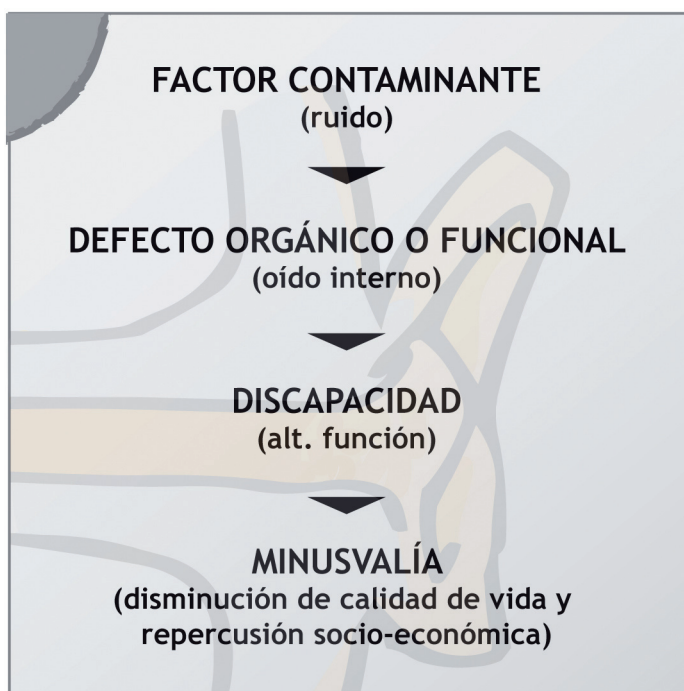 FACTOR CONTAMINANTE
(ruido)
DEFECTO ORGÁNICO O FUNCIONAL
(oído interno)
DISCAPACIDAD
(alt. función)
MINUSVALÍA
(disminución de calidad de vida y
repercusión socio-económica)